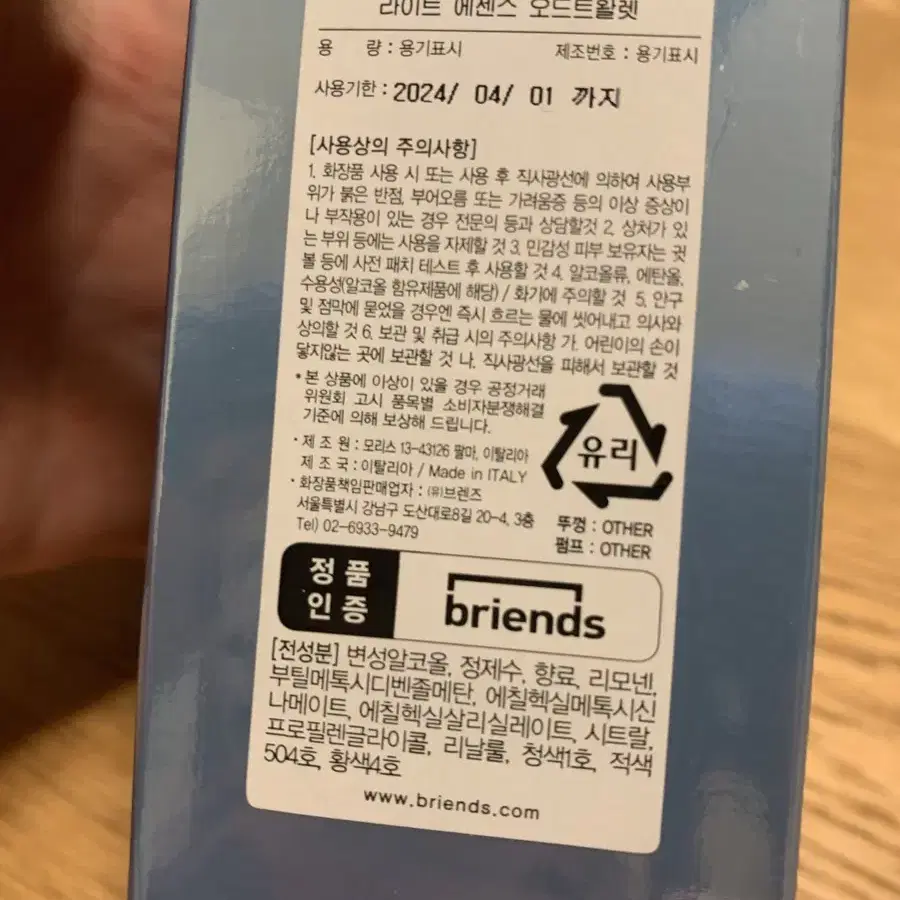 라이트 에센스 오드트왈렛
용 량 : 용기표시 제조번호 : 용기표시
사용기한 : 2024/ 04/ 01 까지
[사용상의 주의사항]
1. 화장품 사용 시 또는 사용 후 직사광선에 의하여 사용부
위가 붉은 반점, 부어오름 또는 가려움증 등의 이상 증상이
나 부작용이 있는 경우 전문의 등과 상담할것 2. 상처가 있
는 부위 등에는 사용을 자제할 것 3. 민감성 피부 보유자는 귓
볼 등에 사전 패치 테스트 후 사용할 것 4. 알코올류, 에탄올,
수용성(알코올 함유제품에 해당) / 화기에 주의할 것 5. 안구
및 점막에 묻었을 경우엔 즉시 흐르는 물에 씻어내고 의사와
상의할 것 6. 보관 및 취급 시의 주의사항 가. 어린이의 손이
닿지않는 곳에 보관할 것 나. 직사광선을 피해서 보관할 것
* 본 상품에 이상이 있을 경우 공정거래
위원회 고시 품목별 소비자분쟁해결
기준에 의해 보상해 드립니다.
• 제 조 원 : 모리스 13-43126 팔마, 이탈리아
제 조 국 : 이탈리아 / Made in ITALY
• 화장품책임판매업자 : (유)브렌즈
서울특별시 강남구 도산대로8길 20-4, 3층
Tel) 02-6933-9479
유리
뚜껑 : OTHER
펌프 : OTHER
정품
인증
briends
[전성분] 변성알코올, 정제수, 향료, 리모넨,
부틸메톡시디벤졸메탄, 에칠헥실메톡시신
나메이트, 에칠헥실살리실레이트, 시트랄,
프로필렌글라이콜, 리날룰, 청색1호, 적색
504호, 황색4호
www.briends.com